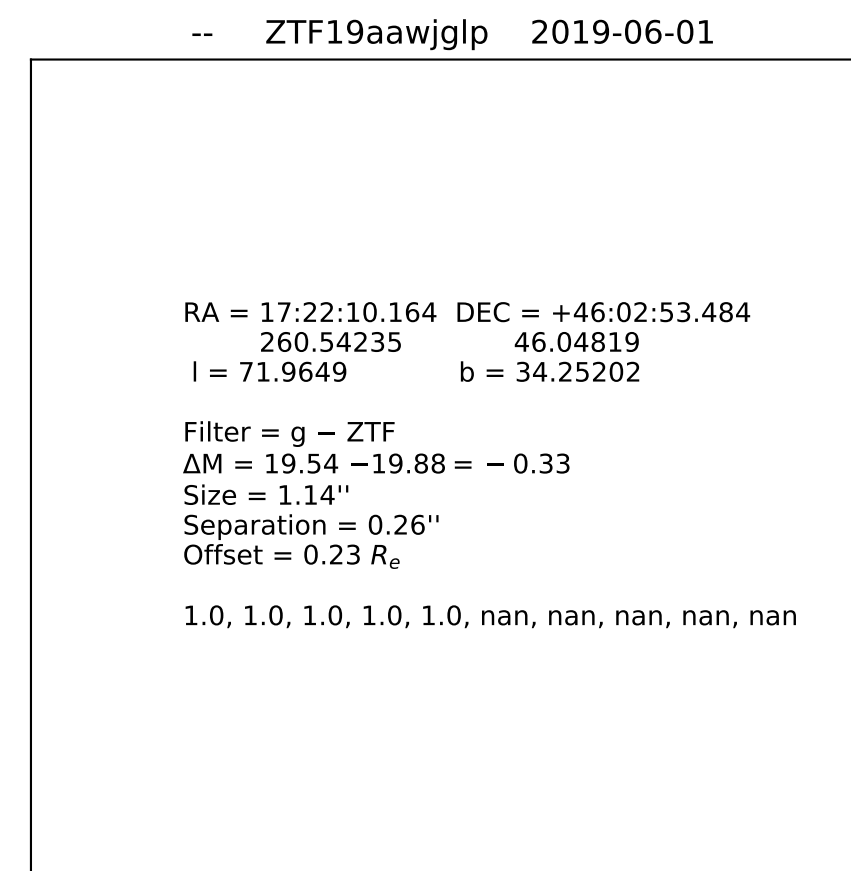 -- ZTF19aawjglp 2019-06-01
RA = 17:22:10.164 DEC = +46:02:53.484
260.54235 46.04819
l = 71.9649 b = 34.25202
Filter = g − ZTF
ΔM = 19.54 −19.88 = − 0.33
Size = 1.14''
Separation = 0.26''
Offset = 0.23 Re
1.0, 1.0, 1.0, 1.0, 1.0, nan, nan, nan, nan, nan